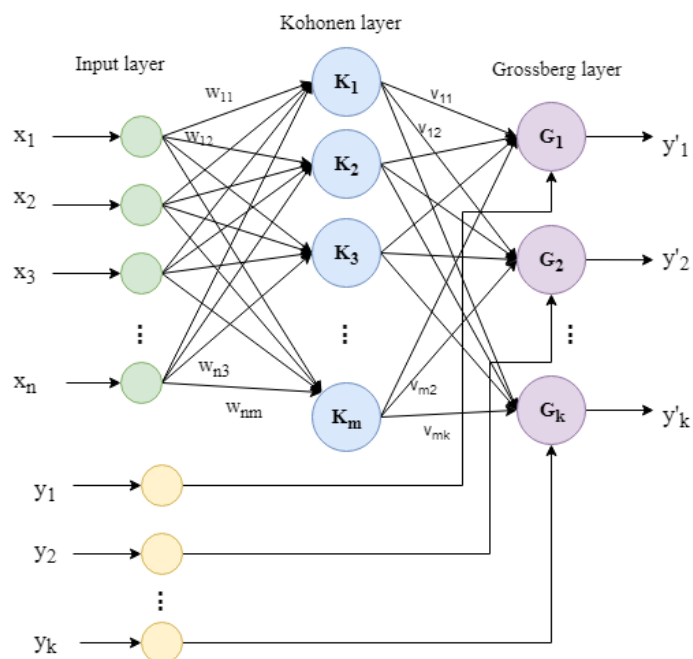 Kohonen layer
Input layer
Grossberg layer
w₁₁
w₁₂
v₁₁
v₁₂
x₁
K₁
G₁
y'₁
x₂
K₂
x₃
K₃
G₂
y'₂
⋮
⋮
⋮
xₙ
wₙ₃
wₙₘ
Kₘ
vₘ₂
vₘₖ
Gₖ
y'ₖ
y₁
y₂
⋮
yₖ